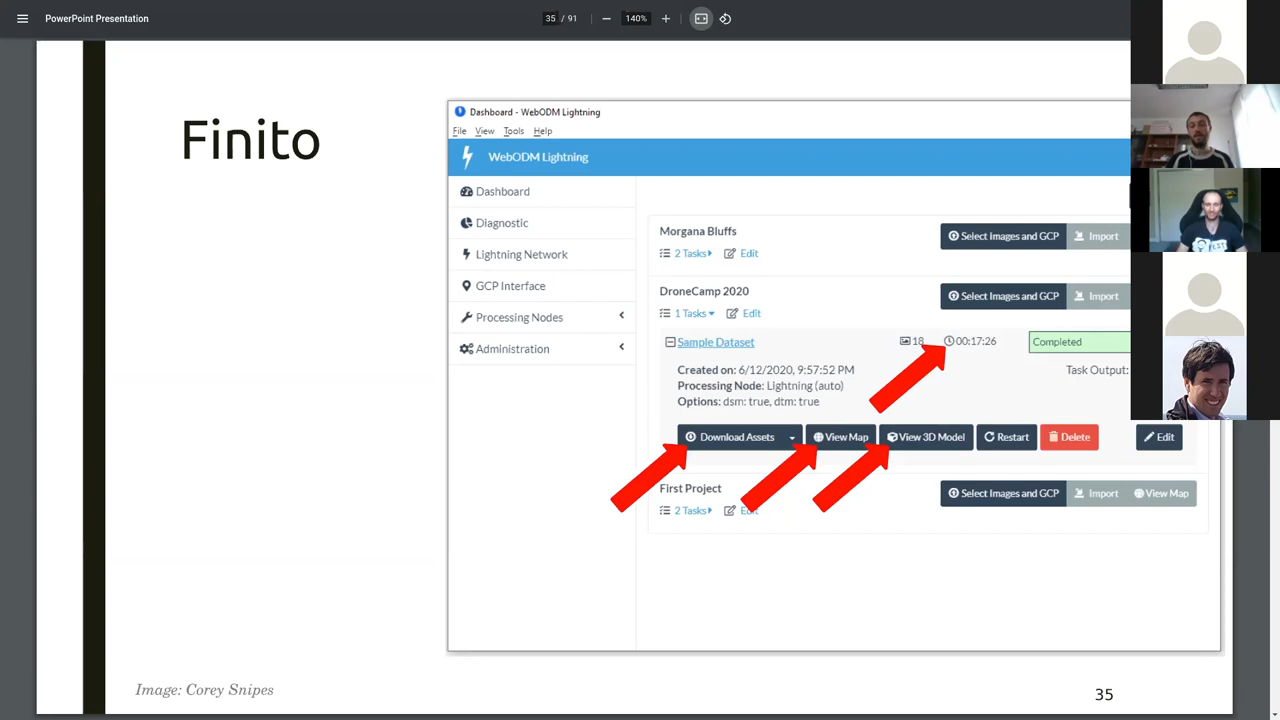 PowerPoint Presentation
35 / 91
140%
Finito
Dashboard - WebODM Lightning
File View Tools Help
WebODM Lightning
Dashboard
Diagnostic
Lightning Network
GCP Interface
Processing Nodes
Administration
Morgana Bluffs
Select Images and GCP Import
2 Tasks Edit
DroneCamp 2020
Select Images and GCP Import
1 Tasks Edit
Sample Dataset 18 00:17:26 Completed
Created on: 6/12/2020, 9:57:52 PM Task Output:
Processing Node: Lightning (auto)
Options: dsm: true, dtm: true
Download Assets View Map View 3D Model Restart Delete Edit
First Project
Select Images and GCP Import View Map
2 Tasks Edit
Image: Corey Snipes
35